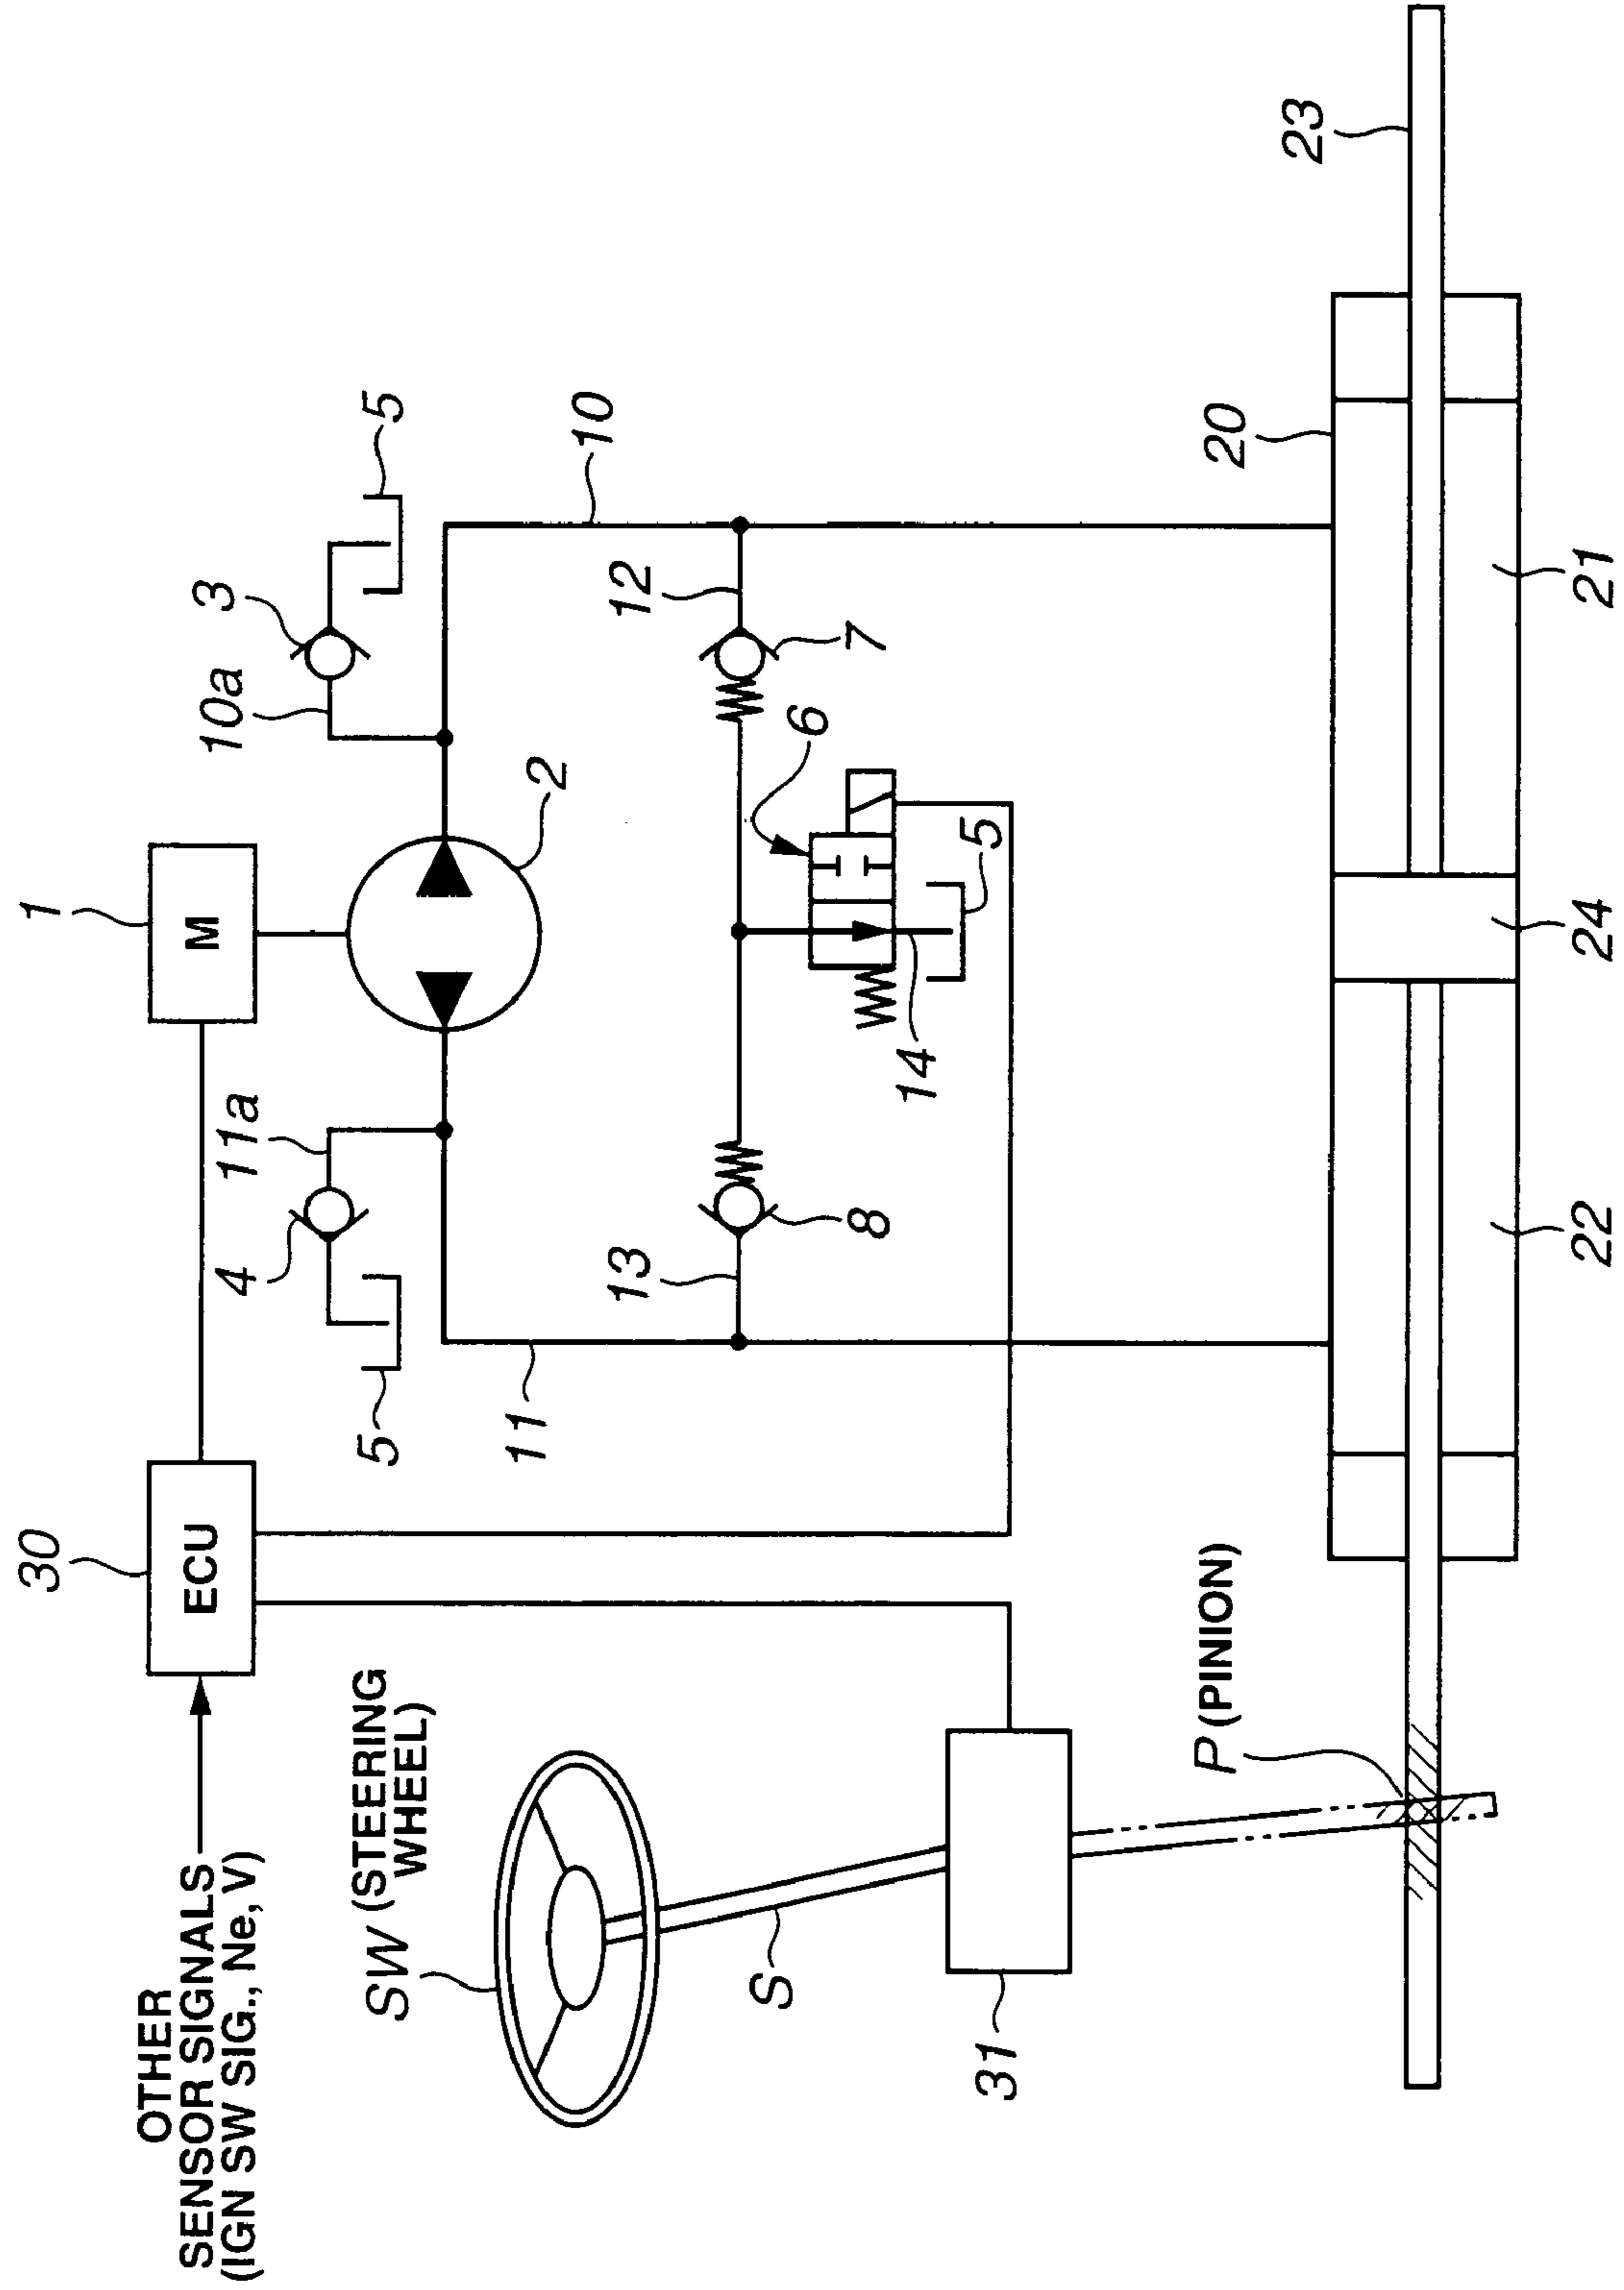 OTHER
SENSOR SIGNALS
(IGN SW SIG., Ne, V)
30
ECU
1
M
4
11a
10a
3
5
5
2
10
11
SW (STEERING
WHEEL)
13
12
8
7
6
S
14
5
31
P (PINION)
20
23
22
24
21